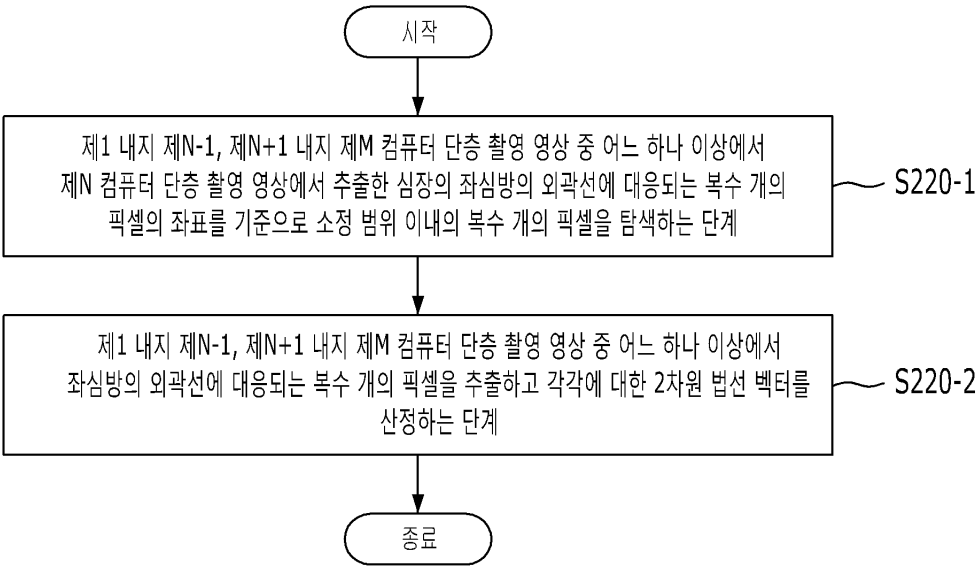 시작
제1 내지 제N-1, 제N+1 내지 제M 컴퓨터 단층 촬영 영상 중 어느 하나 이상에서
제N 컴퓨터 단층 촬영 영상에서 추출한 심장의 좌심방의 외곽선에 대응되는 복수 개의
픽셀의 좌표를 기준으로 소정 범위 이내의 복수 개의 픽셀을 탐색하는 단계
S220-1
제1 내지 제N-1, 제N+1 내지 제M 컴퓨터 단층 촬영 영상 중 어느 하나 이상에서
좌심방의 외곽선에 대응되는 복수 개의 픽셀을 추출하고 각각에 대한 2차원 법선 벡터를
산정하는 단계
S220-2
종료